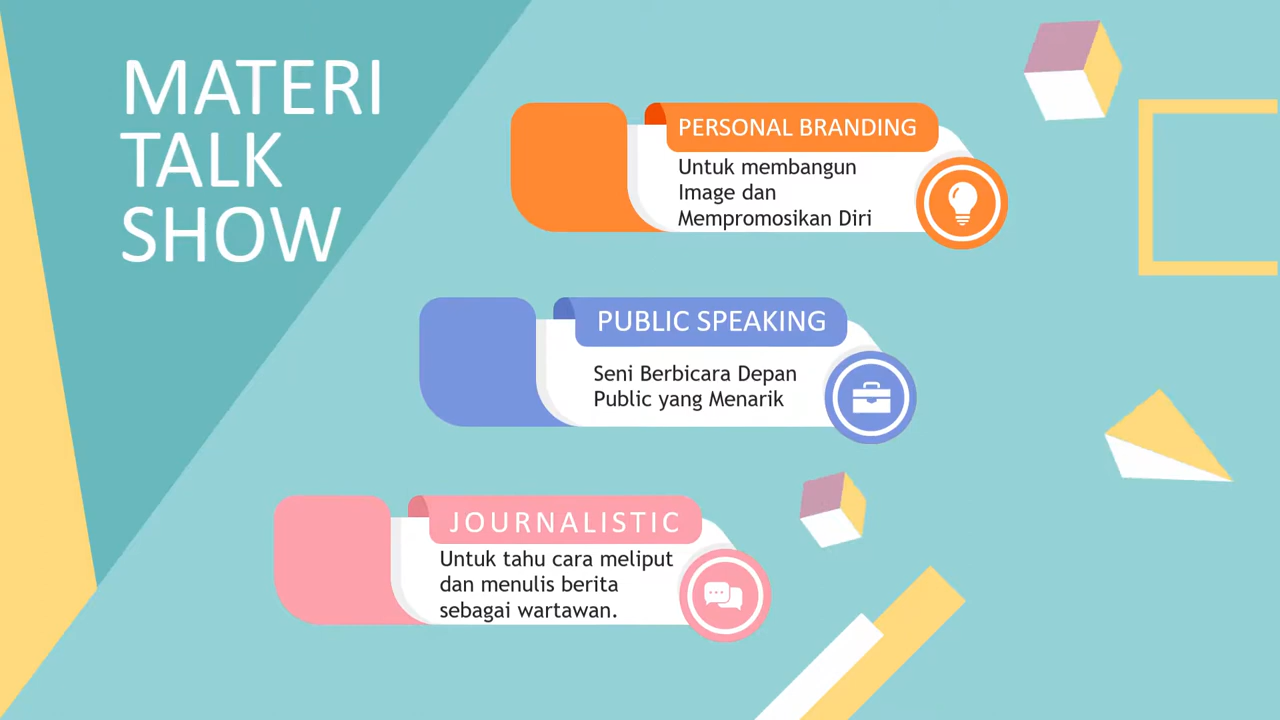 MATERI
TALK
SHOW
PERSONAL BRANDING
Untuk membangun
Image dan
Mempromosikan Diri
PUBLIC SPEAKING
Seni Berbicara Depan
Public yang Menarik
JOURNALISTIC
Untuk tahu cara meliput
dan menulis berita
sebagai wartawan.